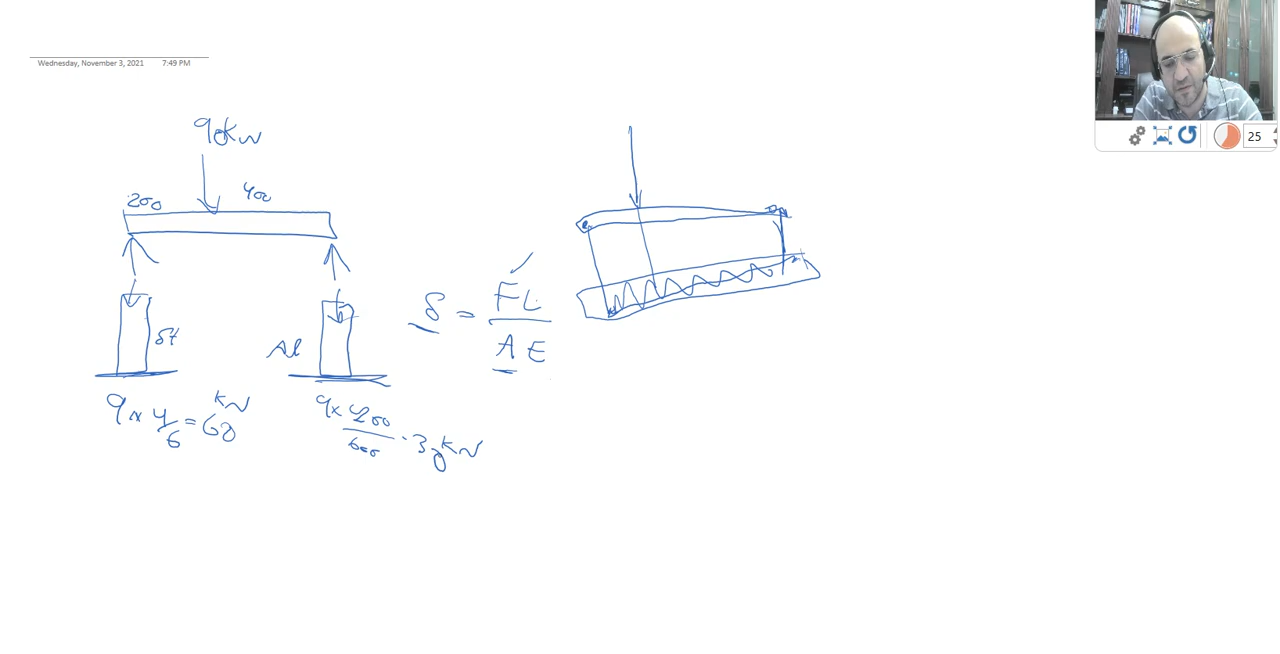 Wednesday, November 3, 2021 7:49 PM
90KN
200 400
St
Al
δ = FL / AE
9 x 4/6 = 60 KN
9 x 200/600 = 30 KN
25